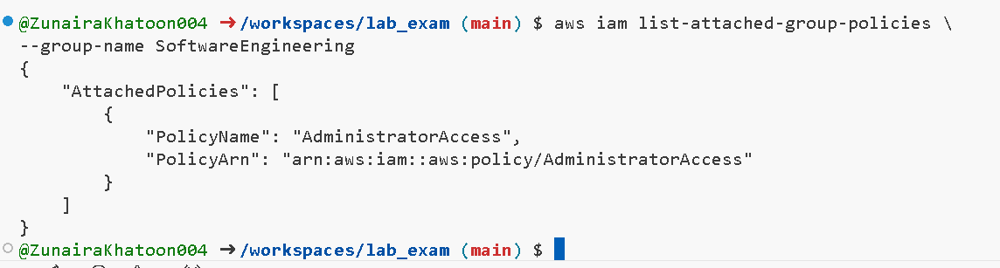 @ZunairaKhatoon004 ➜ /workspaces/lab_exam (main) $ aws iam list-attached-group-policies \
--group-name SoftwareEngineering
{
    "AttachedPolicies": [
        {
            "PolicyName": "AdministratorAccess",
            "PolicyArn": "arn:aws:iam::aws:policy/AdministratorAccess"
        }
    ]
}
@ZunairaKhatoon004 ➜ /workspaces/lab_exam (main) $